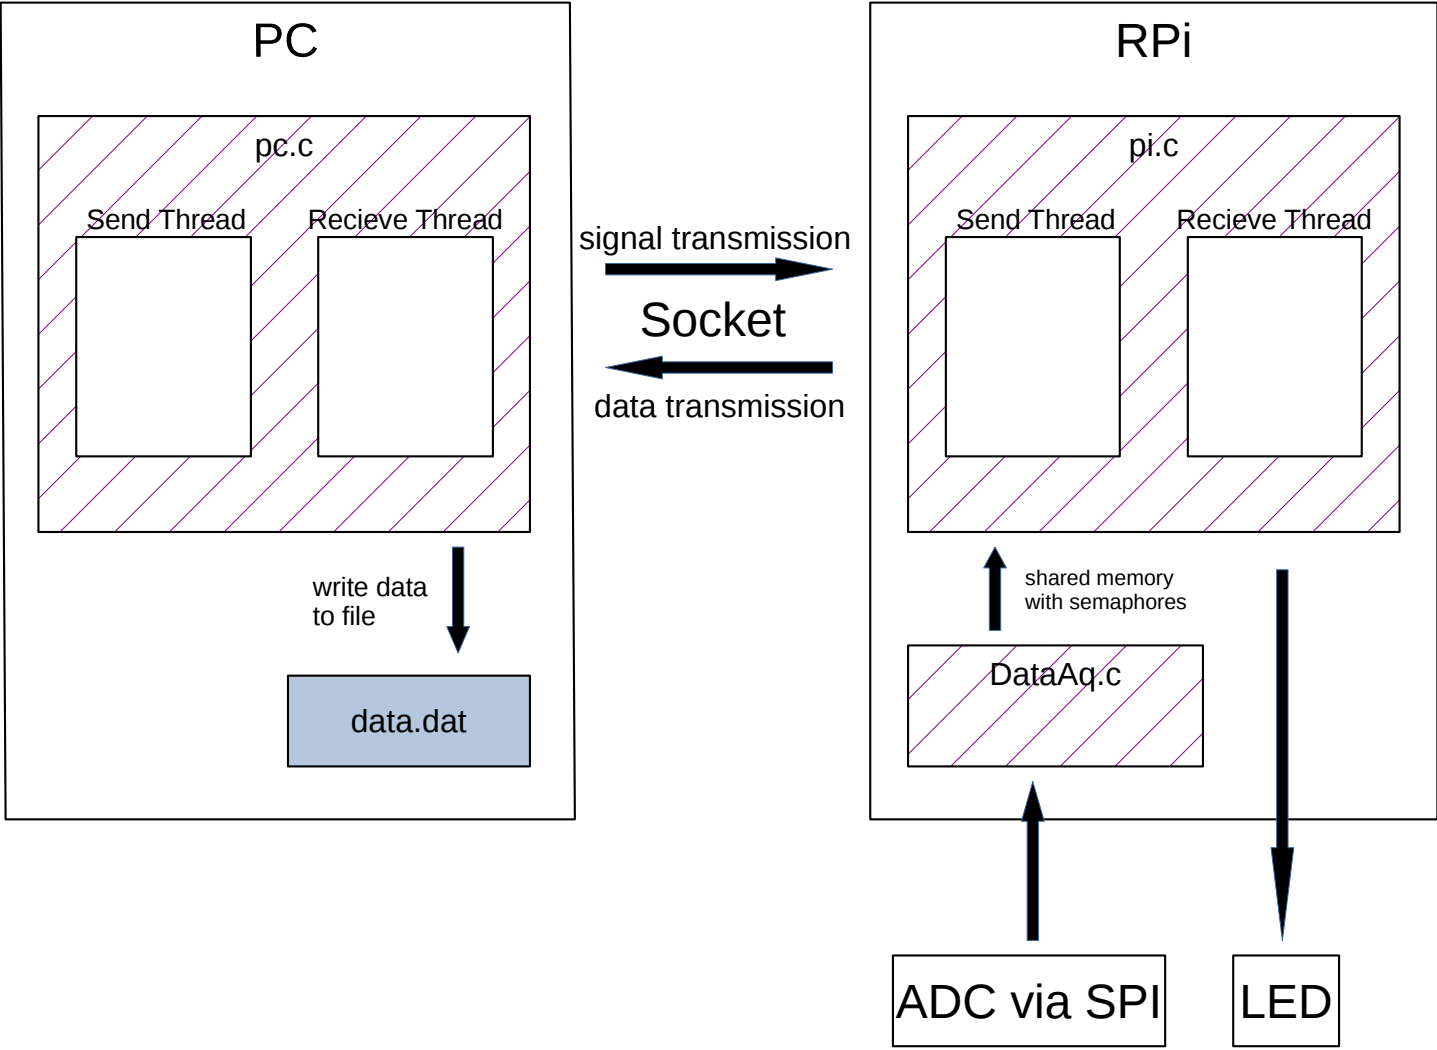 PC
pc.c
Send Thread
Recieve Thread
write data
to file
data.dat
signal transmission
Socket
data transmission
RPi
pi.c
Send Thread
Recieve Thread
shared memory
with semaphores
DataAq.c
ADC via SPI
LED